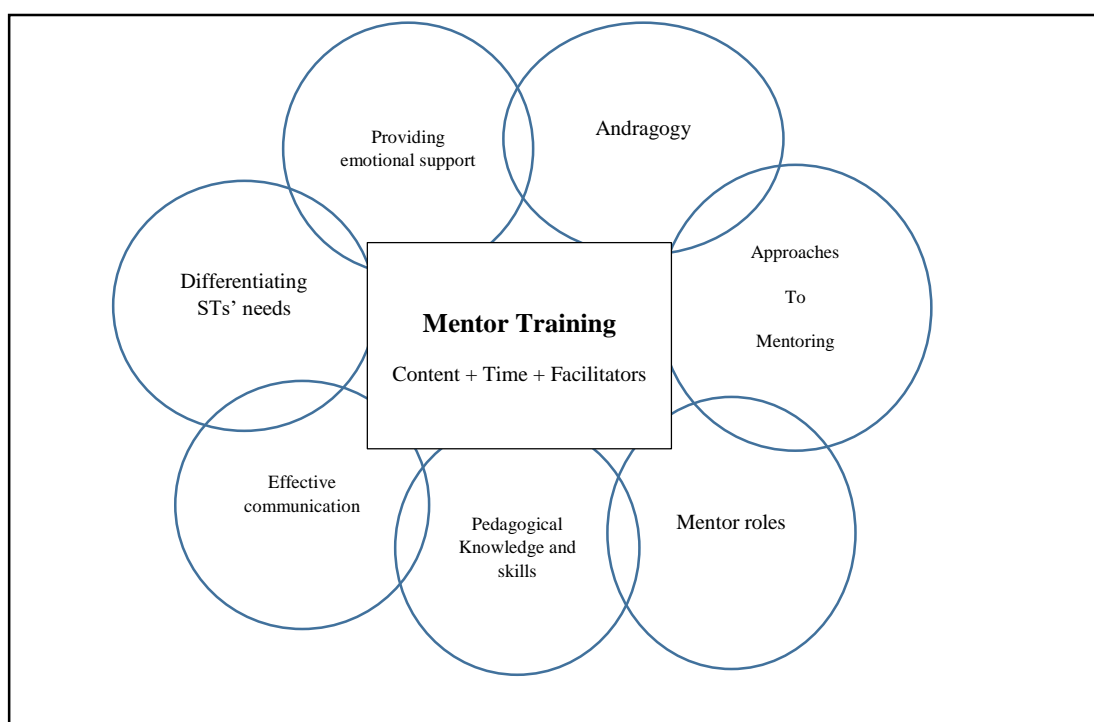 Providing
emotional support
Andragogy
Approaches
To
Mentoring
Differentiating
STs’ needs
Mentor Training
Content + Time + Facilitators
Effective
communication
Pedagogical
Knowledge and
skills
Mentor roles